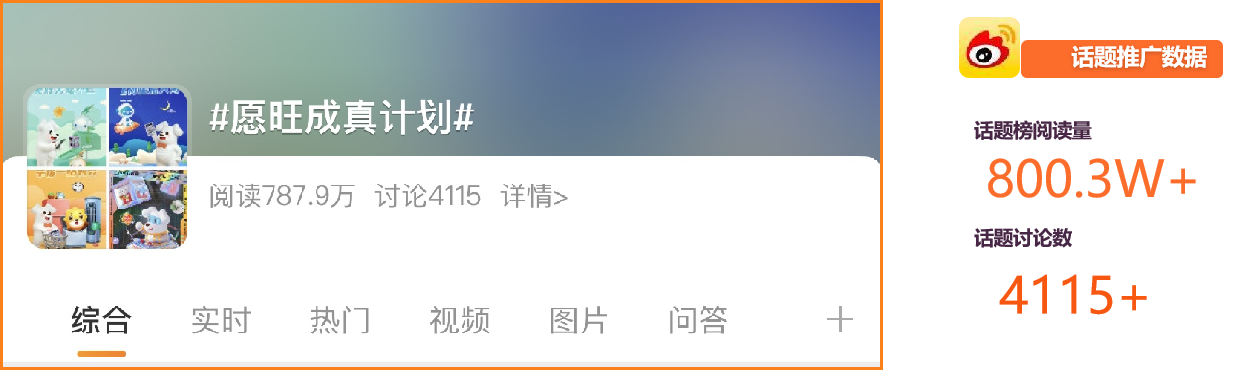 #愿旺成真计划#
阅读787.9万 讨论4115 详情>
综合 实时 热门 视频 图片 问答 +
话题推广数据
话题榜阅读量
800.3W+
话题讨论数
4115+